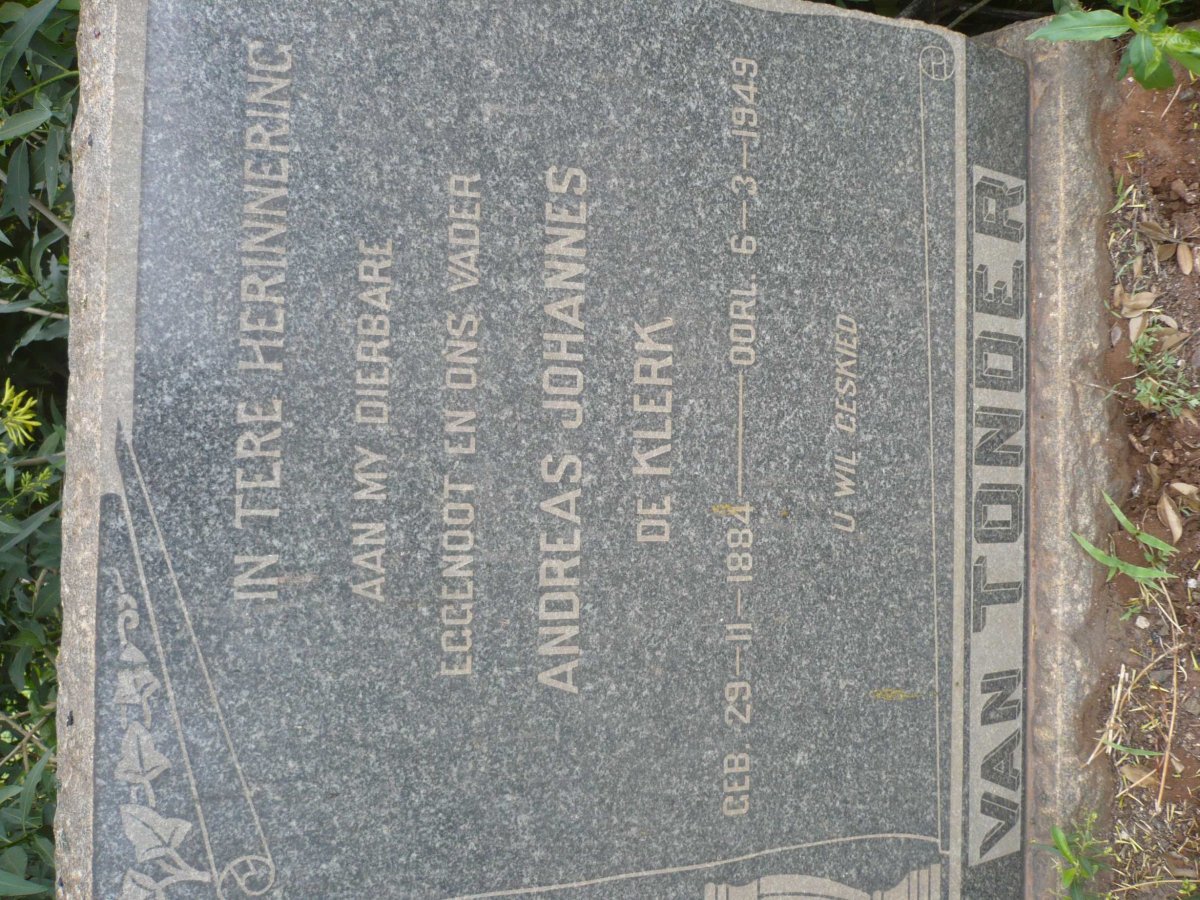 IN TERE HERINNERING
AAN MY DIERBARE
EGGENOOT EN ONS VADER
ANDREAS JOHANNES
DE KLERK
GEB. 29-11-1884 — OORL. 6-3-1949
U WIL GESKIED
VAN TONDER